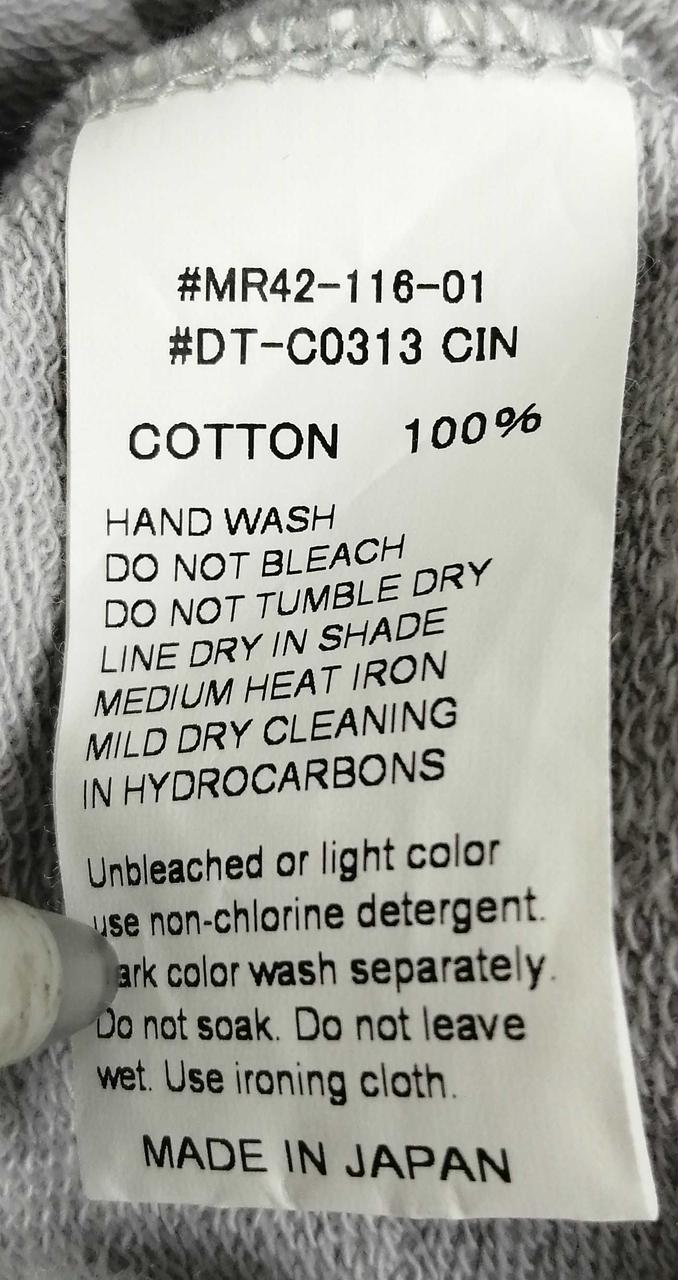 #MR42-116-01
#DT-C0313 CIN
COTTON 100%
HAND WASH
DO NOT BLEACH
DO NOT TUMBLE DRY
LINE DRY IN SHADE
MEDIUM HEAT IRON
MILD DRY CLEANING
IN HYDROCARBONS
Unbleached or light color
use non-chlorine detergent.
ark color wash separately.
Do not soak. Do not leave
wet. Use ironing cloth.
MADE IN JAPAN